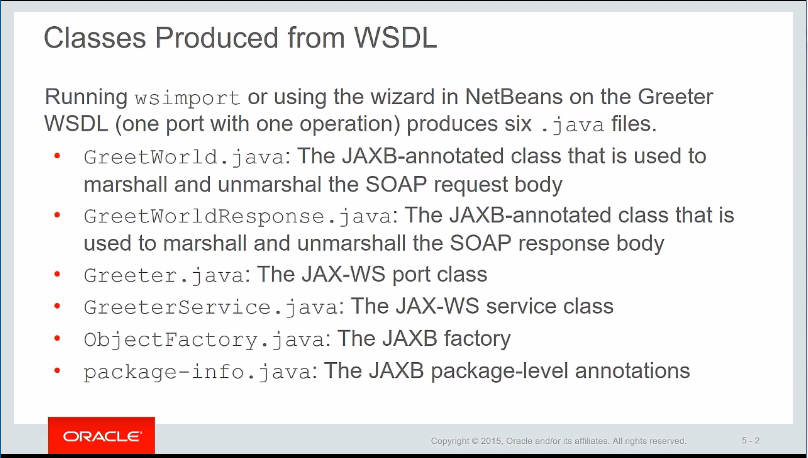 Classes Produced from WSDL
Running wsimport or using the wizard in NetBeans on the Greeter
WSDL (one port with one operation) produces six .java files.
• GreetWorld.java: The JAXB-annotated class that is used to
marshall and unmarshal the SOAP request body
• GreetWorldResponse.java: The JAXB-annotated class that is
used to marshall and unmarshall the SOAP response body
• Greeter.java: The JAX-WS port class
• GreeterService.java: The JAX-WS service class
• ObjectFactory.java: The JAXB factory
• package-info.java: The JAXB package-level annotations
ORACLE®
Copyright © 2015, Oracle and/or its affiliates. All rights reserved.
5 - 2